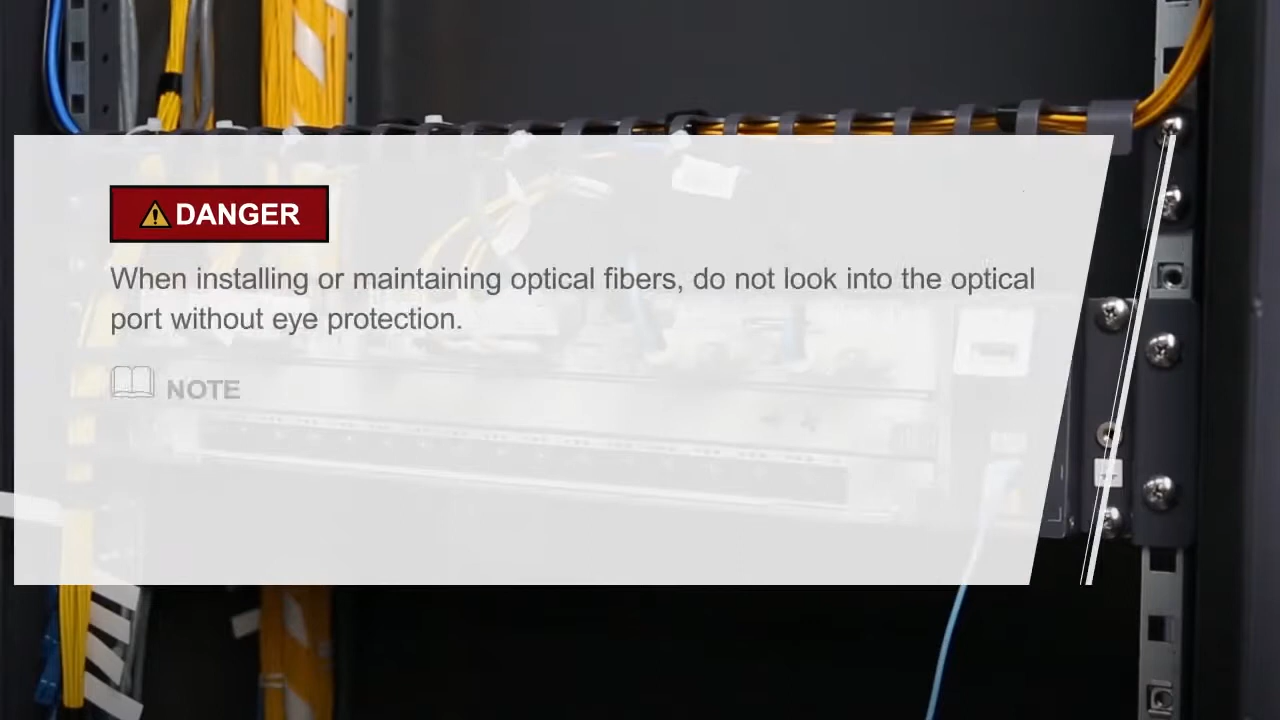 DANGER
When installing or maintaining optical fibers, do not look into the optical
port without eye protection.
NOTE